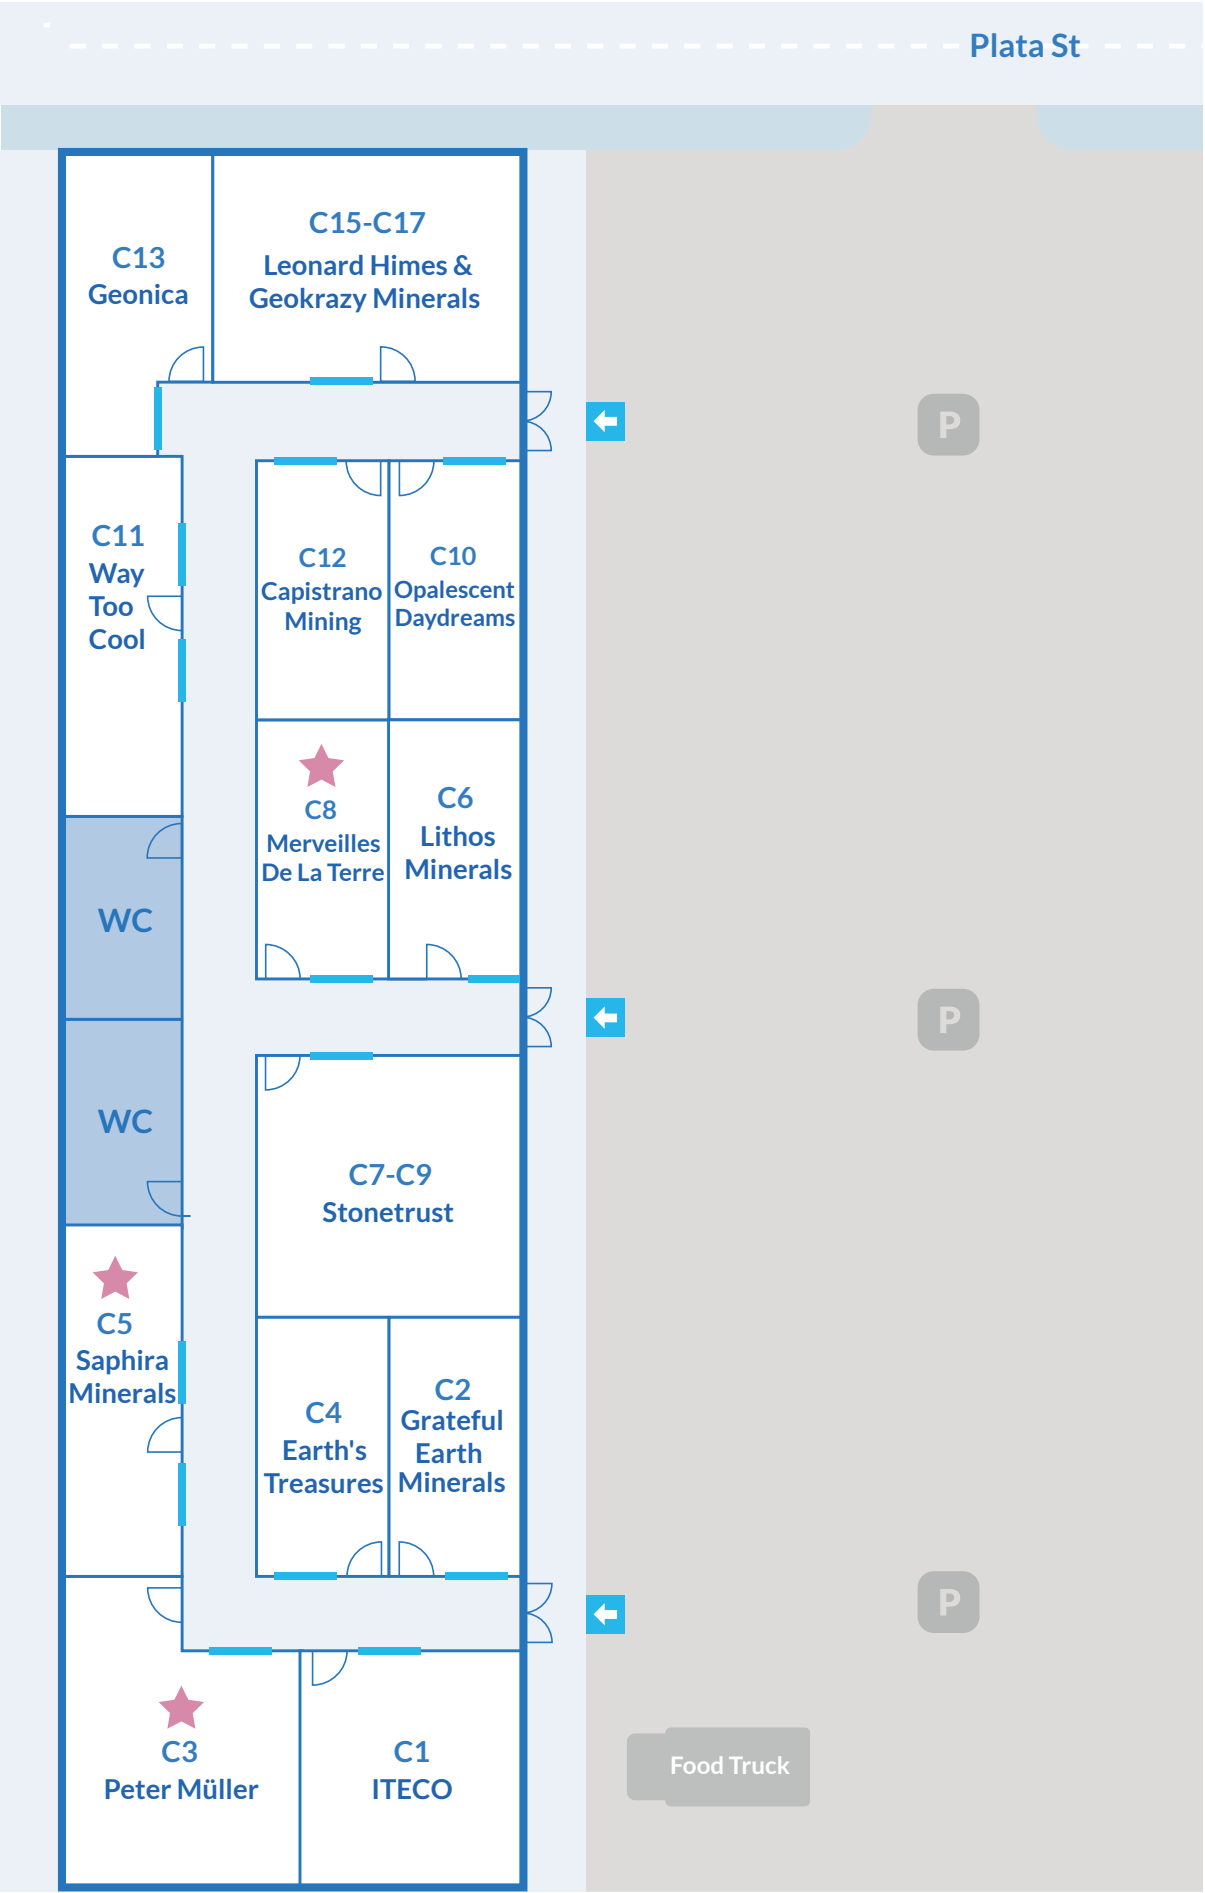 Plata St
C15-C17
Leonard Himes &
Geokrazy Minerals
C13
Geonica
P
C11
Way
Too
Cool
C12
Capistrano
Mining
C10
Opalescent
Daydreams
C8
Merveilles
De La Terre
C6
Lithos
Minerals
WC
P
WC
C7-C9
Stonetrust
C5
Saphira
Minerals
C4
Earth's
Treasures
C2
Grateful
Earth
Minerals
P
C3
Peter Müller
C1
ITECO
Food Truck